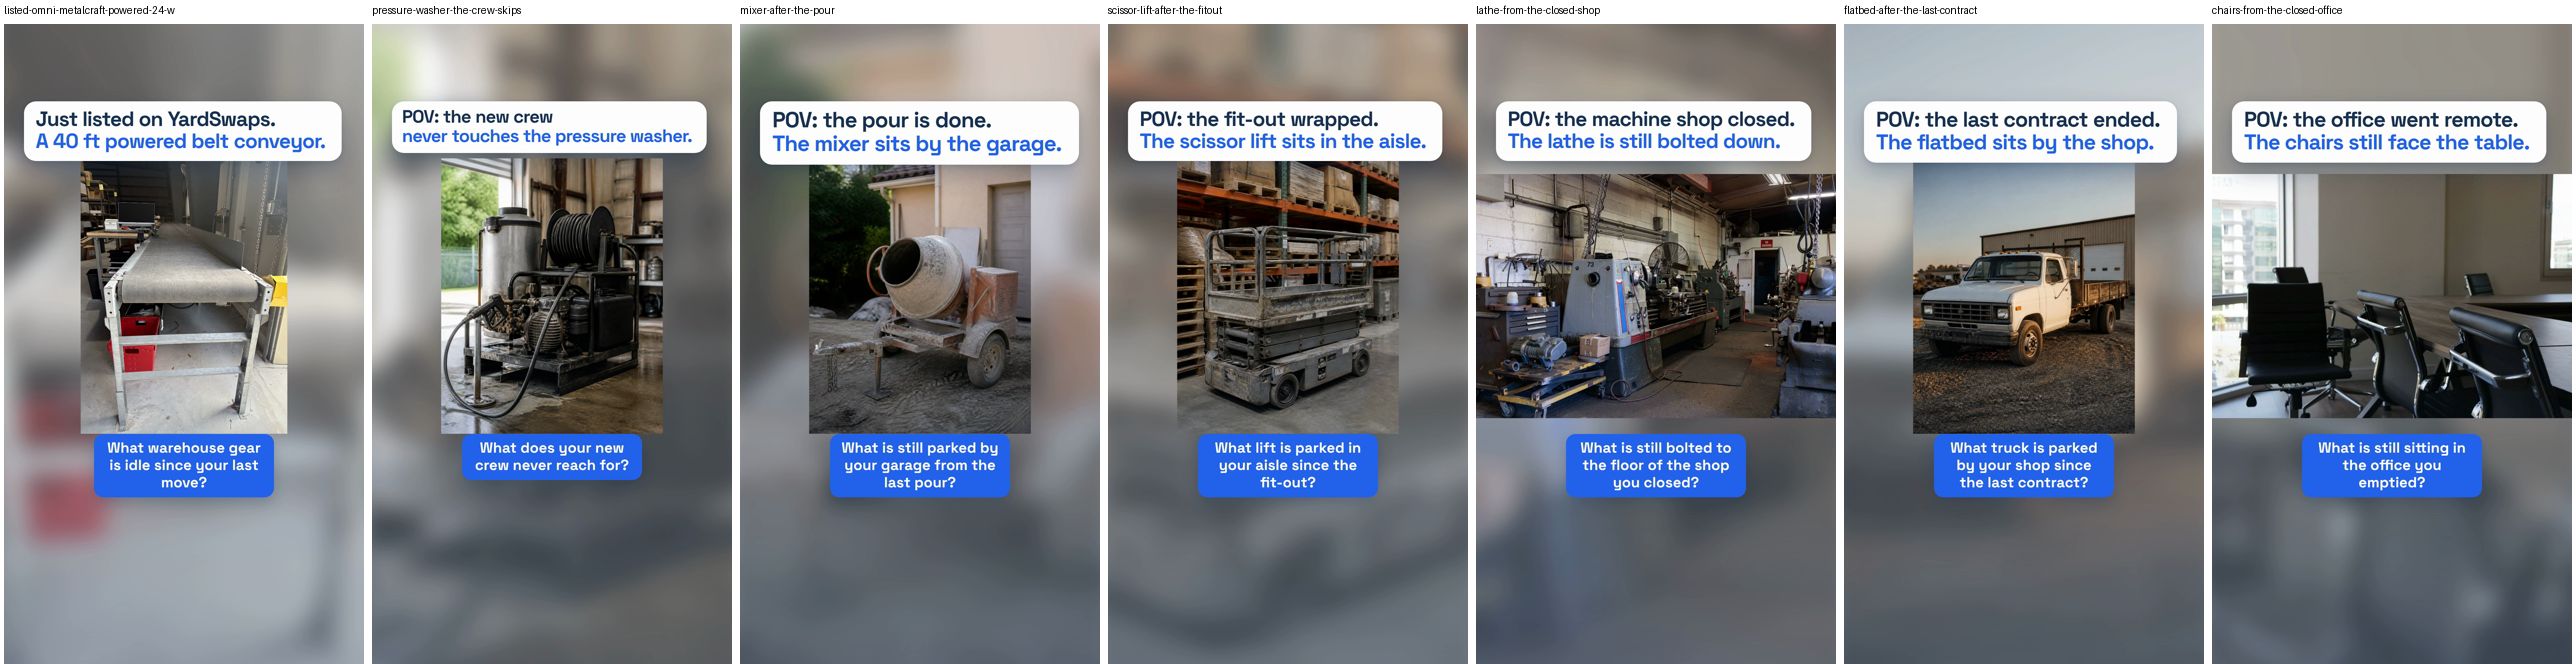 listed-omni-metalcraft-powered-24-w
Just listed on YardSwaps.
A 40 ft powered belt conveyor.
What warehouse gear
is idle since your last
move?
pressure-washer-the-crew-skips
POV: the new crew
never touches the pressure washer.
What does your new
crew never reach for?
mixer-after-the-pour
POV: the pour is done.
The mixer sits by the garage.
What is still parked by
your garage from the
last pour?
scissor-lift-after-the-fitout
POV: the fit-out wrapped.
The scissor lift sits in the aisle.
What lift is parked in
your aisle since the
fit-out?
lathe-from-the-closed-shop
POV: the machine shop closed.
The lathe is still bolted down.
What is still bolted to
the floor of the shop
you closed?
flatbed-after-the-last-contract
POV: the last contract ended.
The flatbed sits by the shop.
What truck is parked
by your shop since
the last contract?
chairs-from-the-closed-office
POV: the office went remote.
The chairs still face the table.
What is still sitting in
the office you
emptied?